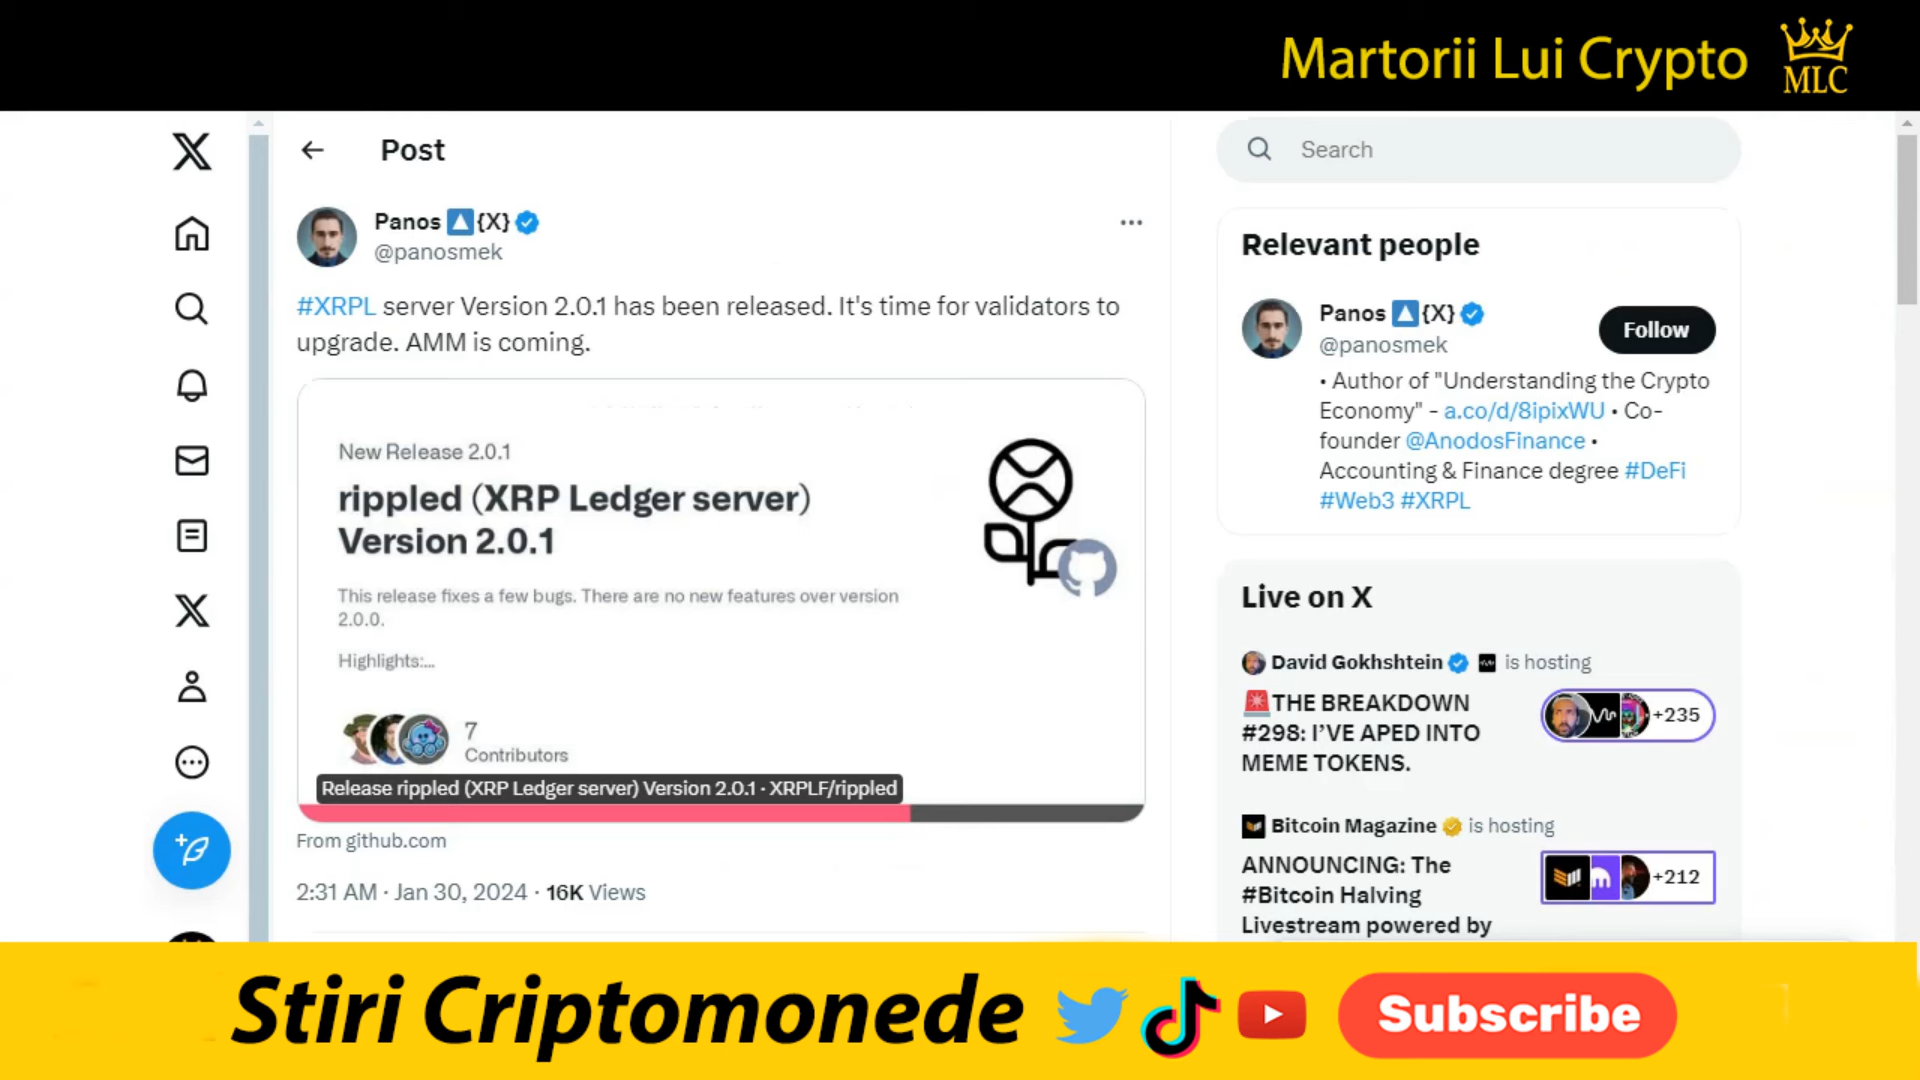 Martorii Lui Crypto
MLC
Post
Search
Panos {X}
@panosmek
#XRPL server Version 2.0.1 has been released. It's time for validators to
upgrade. AMM is coming.
New Release 2.0.1
rippled (XRP Ledger server)
Version 2.0.1
This release fixes a few bugs. There are no new features over version
2.0.0.
Highlights:...
7
Contributors
Release rippled (XRP Ledger server) Version 2.0.1 · XRPLF/rippled
From github.com
2:31 AM · Jan 30, 2024 · 16K Views
Relevant people
Panos {X}
@panosmek
Follow
• Author of "Understanding the Crypto
Economy" - a.co/d/8ipixWU • Co-
founder @AnodosFinance •
Accounting & Finance degree #DeFi
#Web3 #XRPL
Live on X
David Gokhshtein is hosting
🚨THE BREAKDOWN
#298: I’VE APED INTO
MEME TOKENS.
+235
Bitcoin Magazine is hosting
ANNOUNCING: The
#Bitcoin Halving
Livestream powered by
+212
Stiri Criptomonede
Subscribe